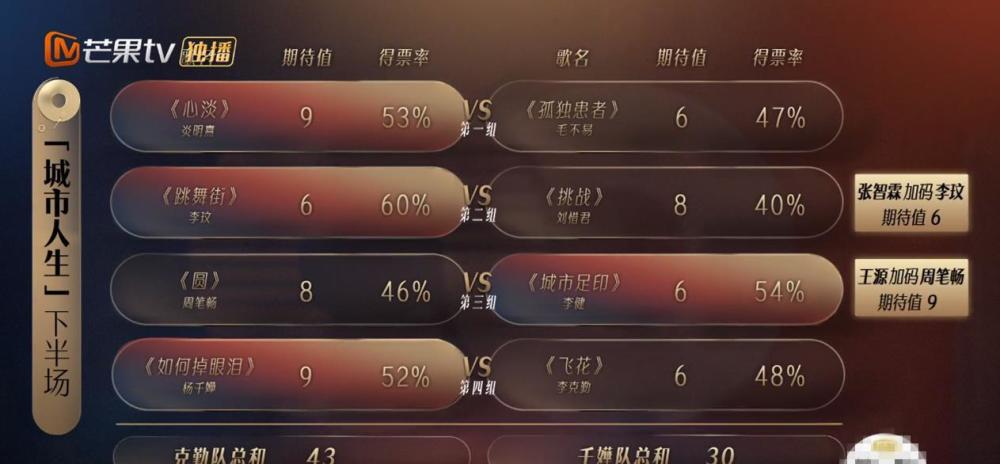 芒果tv 独播
期待值 得票率 歌名 期待值 得票率
「城市人生」下半场
《心淡》 9 53% VS 《孤独患者》 6 47%
炎明熹 第一组 毛不易
《跳舞街》 6 60% VS 《挑战》 8 40%
李玟 第二组 刘惜君
张智霖加码李玟
期待值 6
《圆》 8 46% VS 《城市足印》 6 54%
周笔畅 第三组 李健
王源加码周笔畅
期待值 9
《如何掉眼泪》 9 52% VS 《飞花》 6 48%
杨千嬅 第四组 李克勤
克勤队总和 43 千嬅队总和 30